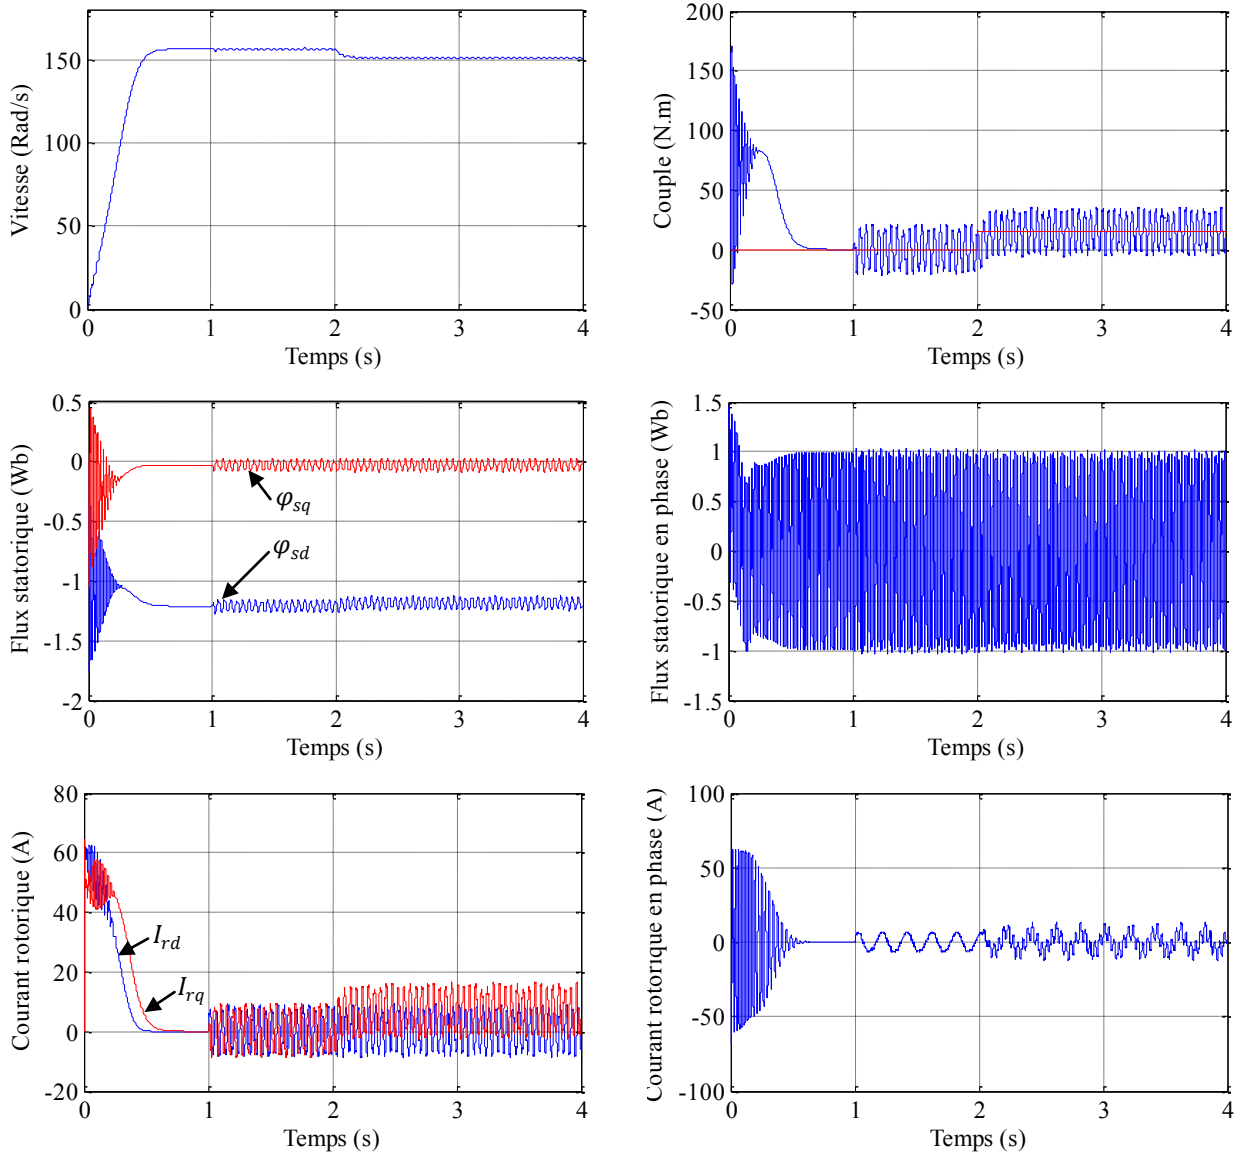 Vitesse (Rad/s)
150
100
50
0
0 1 2 3 4
Temps (s)
Couple (N.m)
200
150
100
50
0
-50
0 1 2 3 4
Temps (s)
Flux statorique (Wb)
0.5
0
-0.5
-1
-1.5
-2
φsq
φsd
0 1 2 3 4
Temps (s)
Flux statorique en phase (Wb)
1.5
1
0.5
0
-0.5
-1
-1.5
0 1 2 3 4
Temps (s)
Courant rotorique (A)
80
60
40
20
0
-20
Ird
Irq
0 1 2 3 4
Temps (s)
Courant rotorique en phase (A)
100
50
0
-50
-100
0 1 2 3 4
Temps (s)